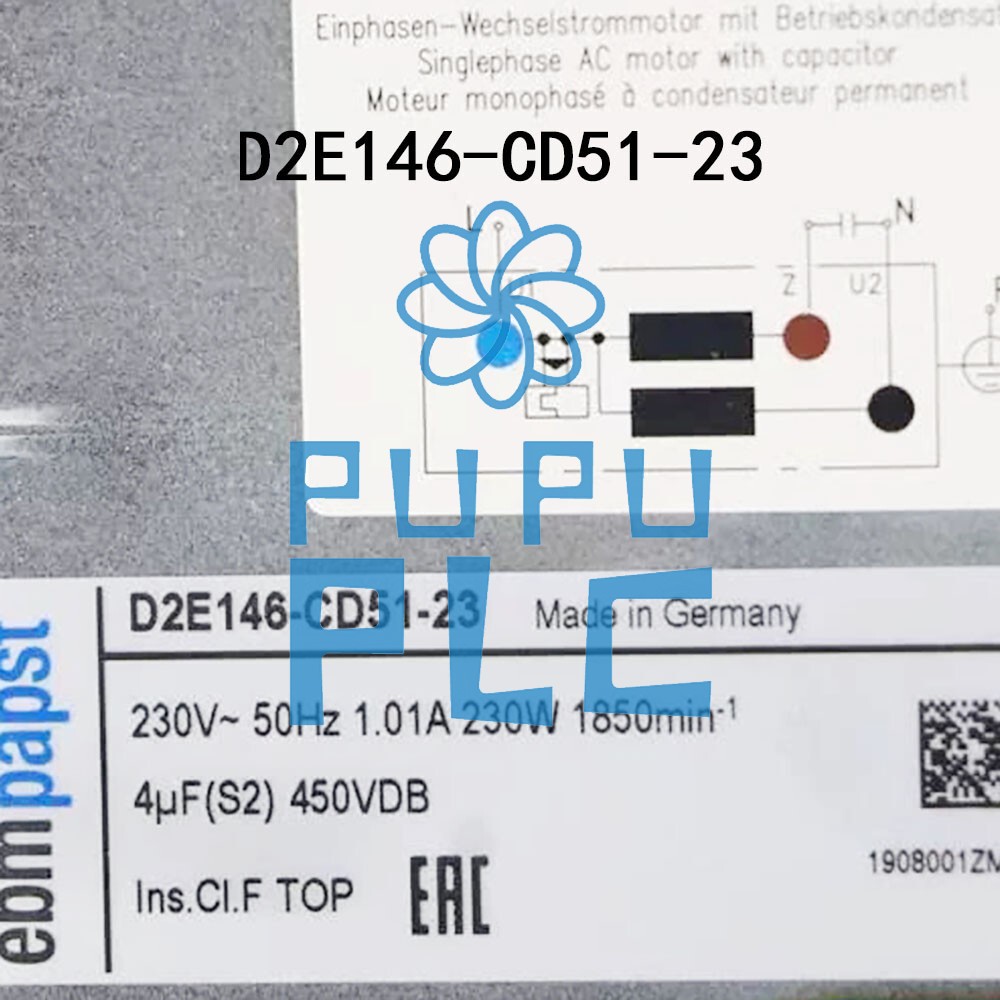 Einphasen-Wechselstrommotor mit Betriebskondensat
Singlephase AC motor with capacitor
Moteur monophasé à condensateur permanent
D2E146-CD51-23
L
N
U1
Z
U2
PUPU
PLC
D2E146-CD51-23 Made in Germany
ebmpapst
230V~ 50Hz 1.01A 230W 1850min-1
4µF(S2) 450VDB
1908001ZM
Ins.Cl.F TOP EAC